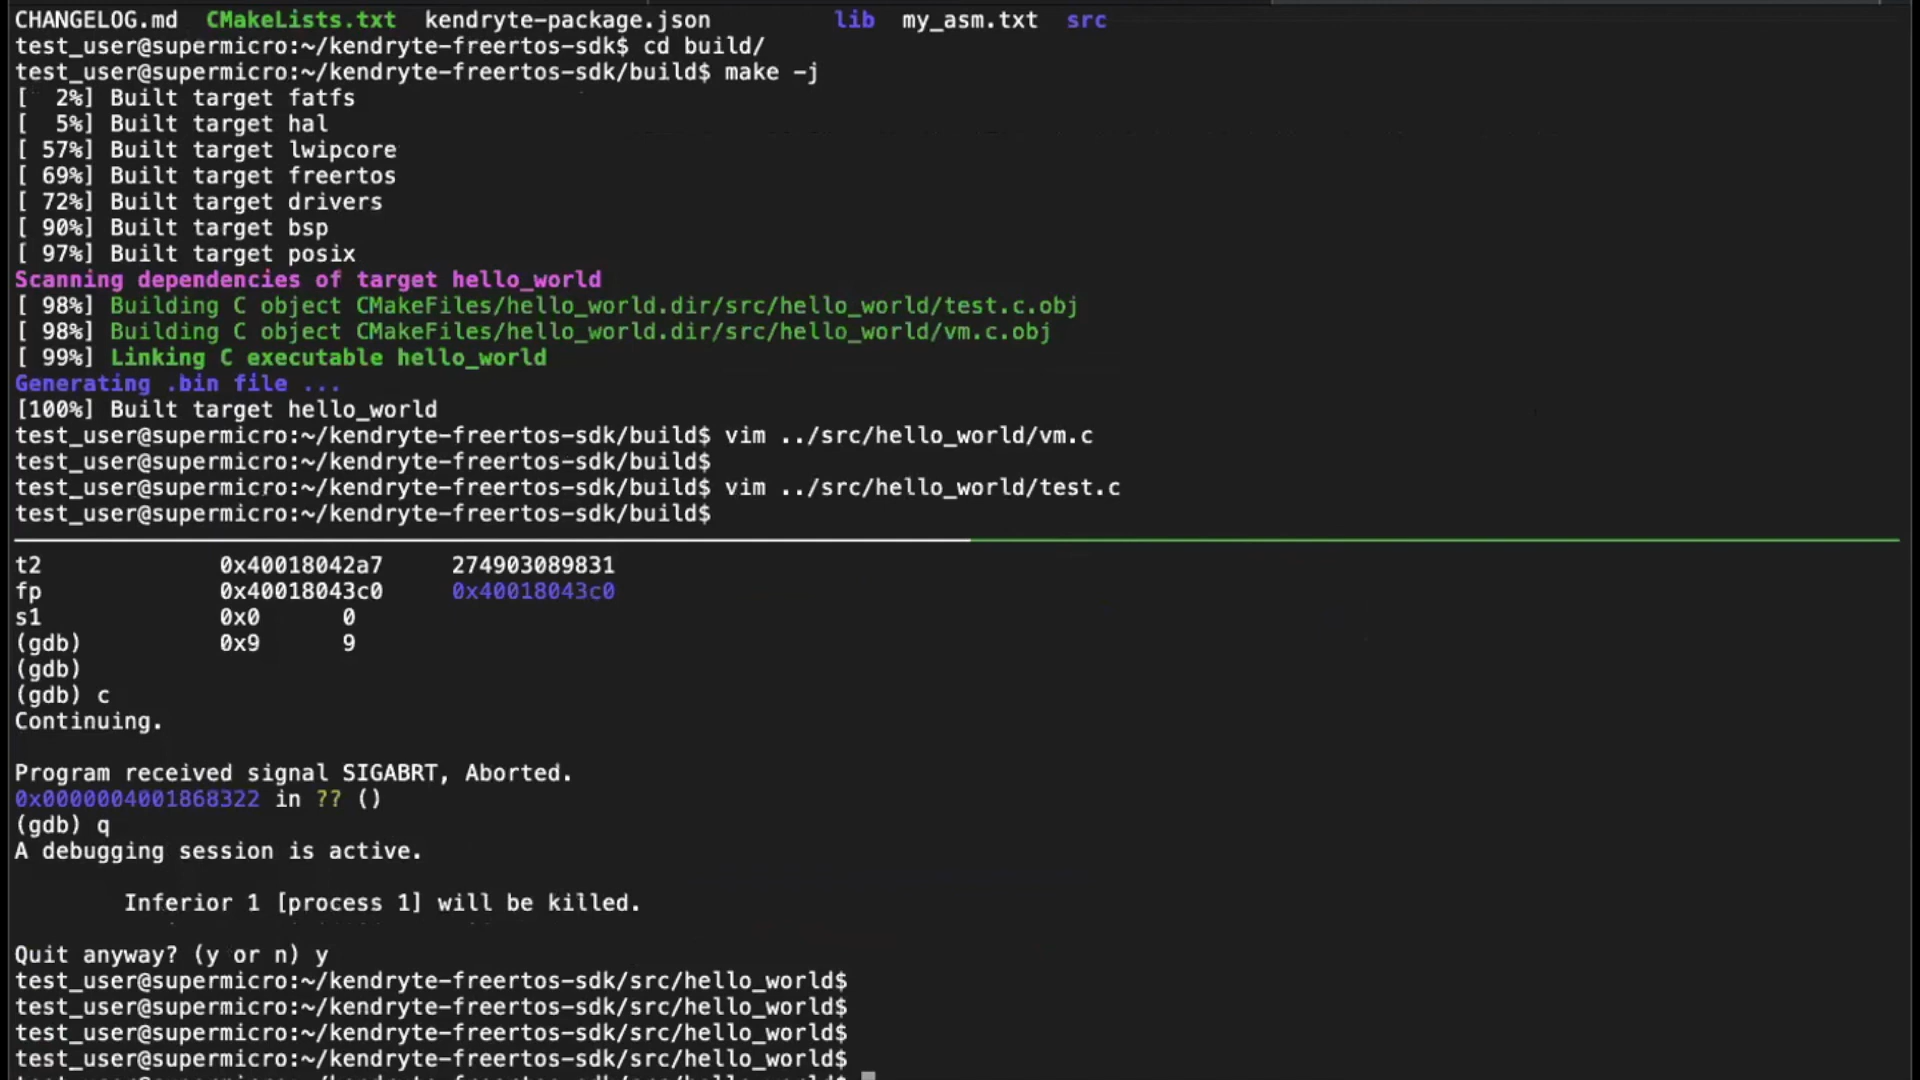 CHANGELOG.md CMakeLists.txt kendryte-package.json lib my_asm.txt src
test_user@supermicro:~/kendryte-freertos-sdk$ cd build/
test_user@supermicro:~/kendryte-freertos-sdk/build$ make -j
[  2%] Built target fatfs
[  5%] Built target hal
[ 57%] Built target lwipcore
[ 69%] Built target freertos
[ 72%] Built target drivers
[ 90%] Built target bsp
[ 97%] Built target posix
Scanning dependencies of target hello_world
[ 98%] Building C object CMakeFiles/hello_world.dir/src/hello_world/test.c.obj
[ 98%] Building C object CMakeFiles/hello_world.dir/src/hello_world/vm.c.obj
[ 99%] Linking C executable hello_world
Generating .bin file ...
[100%] Built target hello_world
test_user@supermicro:~/kendryte-freertos-sdk/build$ vim ../src/hello_world/vm.c
test_user@supermicro:~/kendryte-freertos-sdk/build$
test_user@supermicro:~/kendryte-freertos-sdk/build$ vim ../src/hello_world/test.c
test_user@supermicro:~/kendryte-freertos-sdk/build$
t2 0x40018042a7 274903089831
fp 0x40018043c0 0x40018043c0
s1 0x0 0
(gdb) 0x9 9
(gdb)
(gdb) c
Continuing.
Program received signal SIGABRT, Aborted.
0x0000004001868322 in ?? ()
(gdb) q
A debugging session is active.
Inferior 1 [process 1] will be killed.
Quit anyway? (y or n) y
test_user@supermicro:~/kendryte-freertos-sdk/src/hello_world$
test_user@supermicro:~/kendryte-freertos-sdk/src/hello_world$
test_user@supermicro:~/kendryte-freertos-sdk/src/hello_world$
test_user@supermicro:~/kendryte-freertos-sdk/src/hello_world$